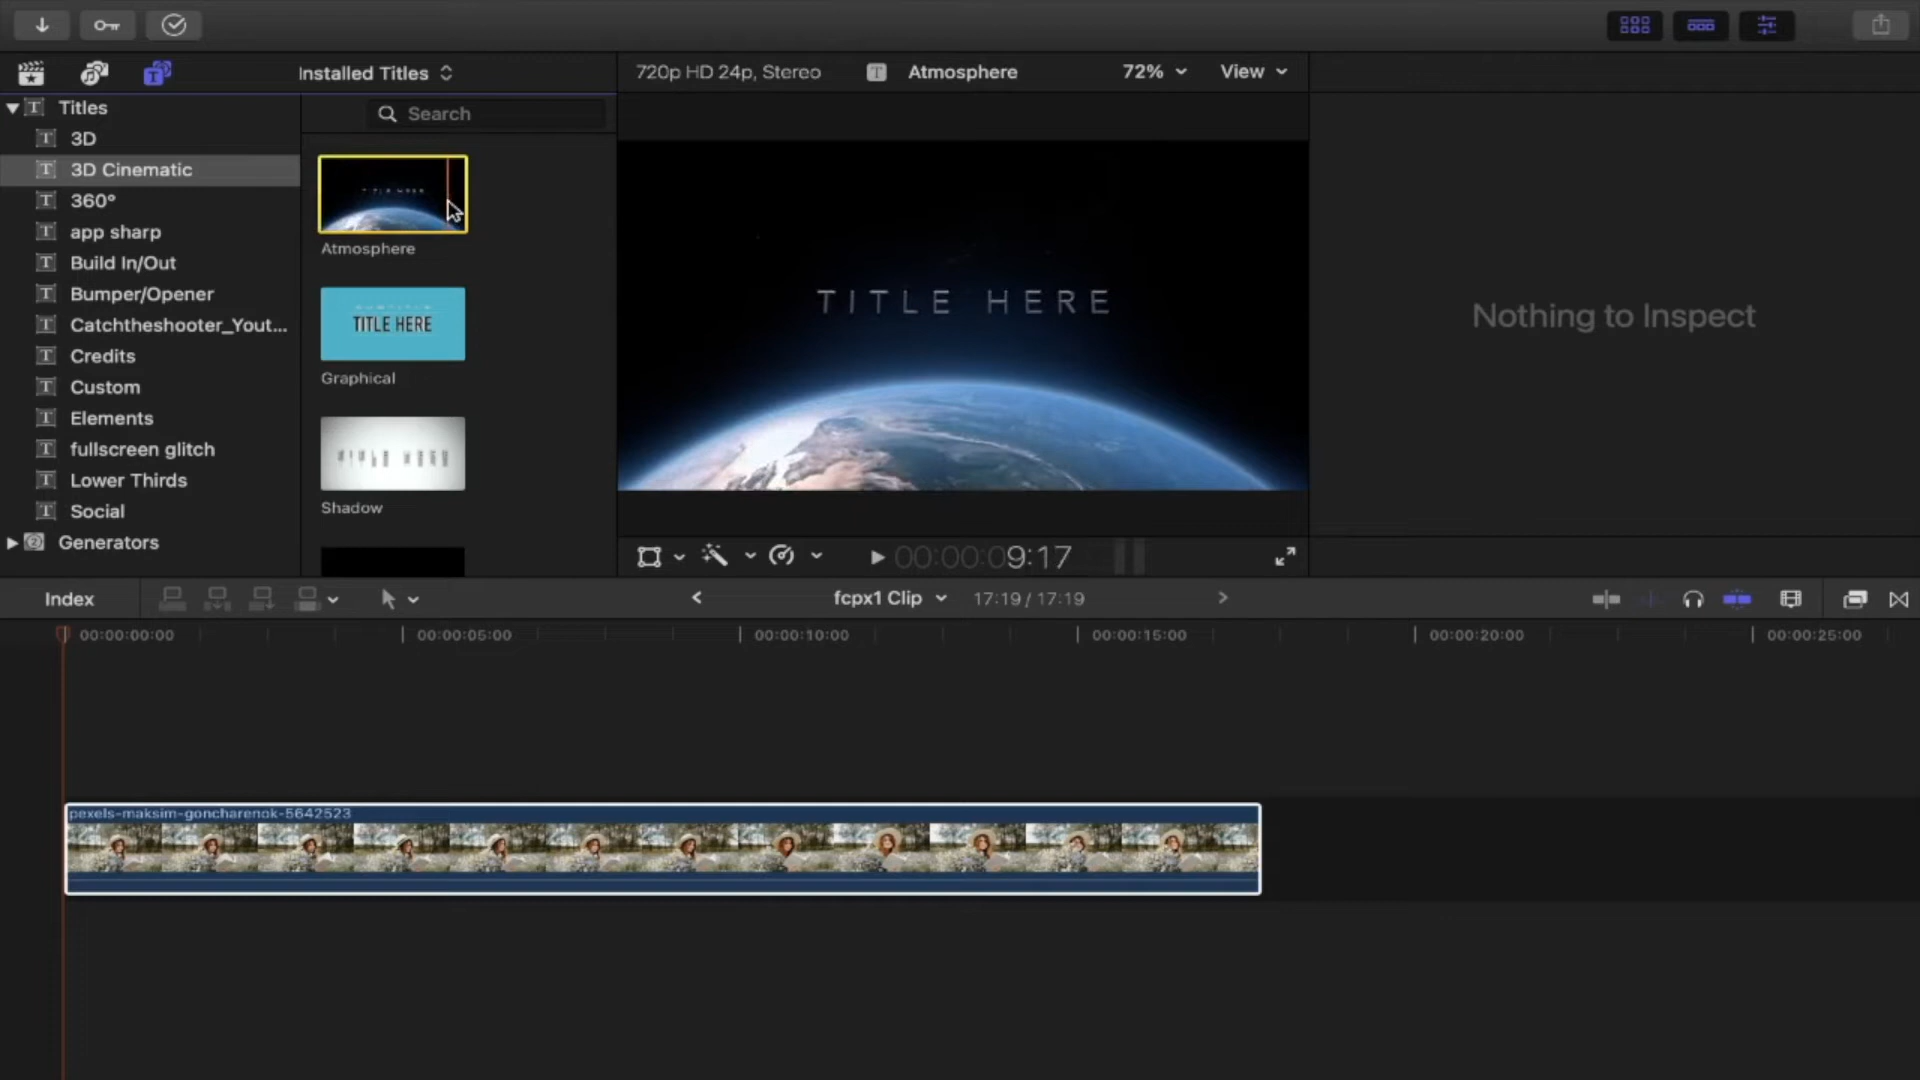 Installed Titles
720p HD 24p, Stereo
Atmosphere
72%
View
Titles
3D
3D Cinematic
360°
app sharp
Build In/Out
Bumper/Opener
Catchtheshooter_Yout...
Credits
Custom
Elements
fullscreen glitch
Lower Thirds
Social
Generators
Search
TITLE HERE
Atmosphere
TITLE HERE
Graphical
Shadow
TITLE HERE
Nothing to Inspect
00:00:09:17
Index
fcpx1 Clip
17:19 / 17:19
00:00:00:00
00:00:05:00
00:00:10:00
00:00:15:00
00:00:20:00
00:00:25:00
pexels-maksim-goncharenok-5642523